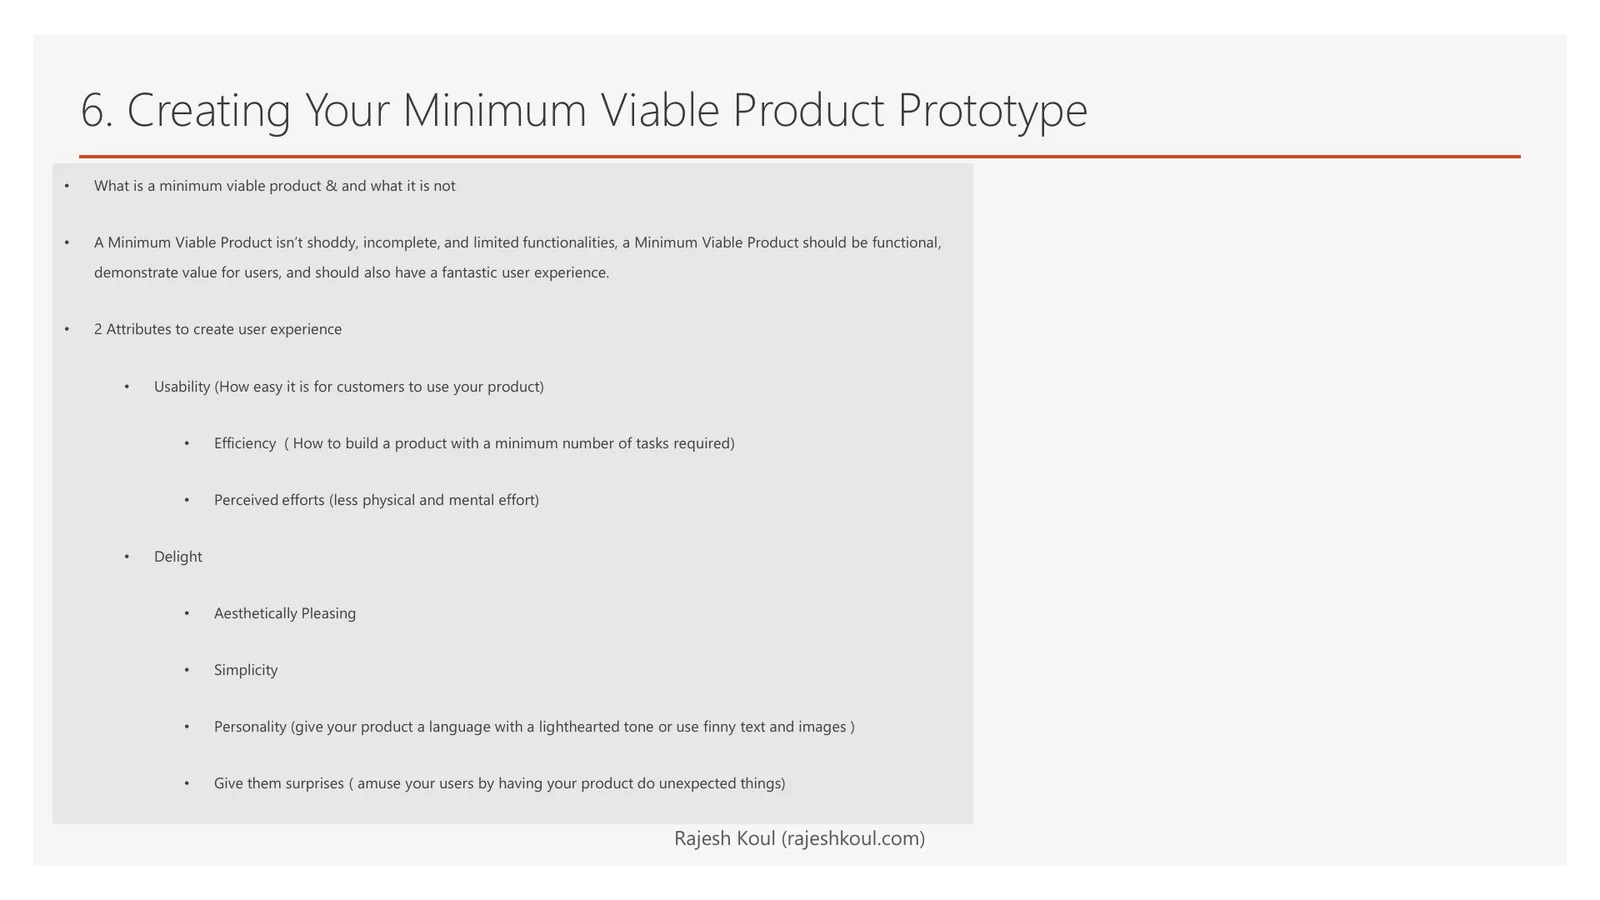 6. Creating Your Minimum Viable Product Prototype
• What is a minimum viable product & and what it is not
• A Minimum Viable Product isn’t shoddy, incomplete, and limited functionalities, a Minimum Viable Product should be functional,
demonstrate value for users, and should also have a fantastic user experience.
• 2 Attributes to create user experience
• Usability (How easy it is for customers to use your product)
• Efficiency ( How to build a product with a minimum number of tasks required)
• Perceived efforts (less physical and mental effort)
• Delight
• Aesthetically Pleasing
• Simplicity
• Personality (give your product a language with a lighthearted tone or use finny text and images )
• Give them surprises ( amuse your users by having your product do unexpected things)
Rajesh Koul (rajeshkoul.com)